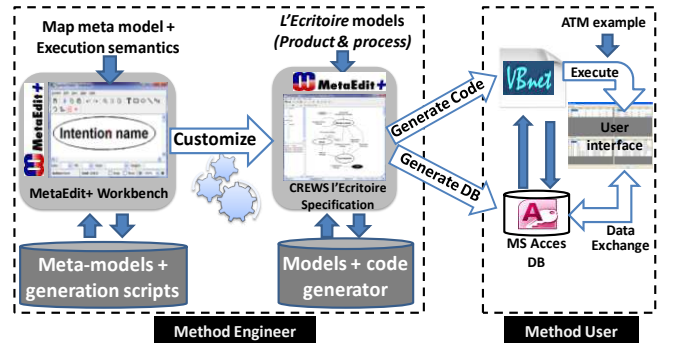 Map meta model +
Execution semantics
L'Ecritoire models
(Product & process)
ATM example
MetaEdit+
MetaEdit+
VBnet
Execute
Intention name
Customize
Generate Code
Generate DB
User
interface
MetaEdit+ Workbench
CREWS l'Ecritoire
Specification
A
MS Acces
DB
Data
Exchange
Meta-models +
generation scripts
Models + code
generator
Method Engineer
Method User